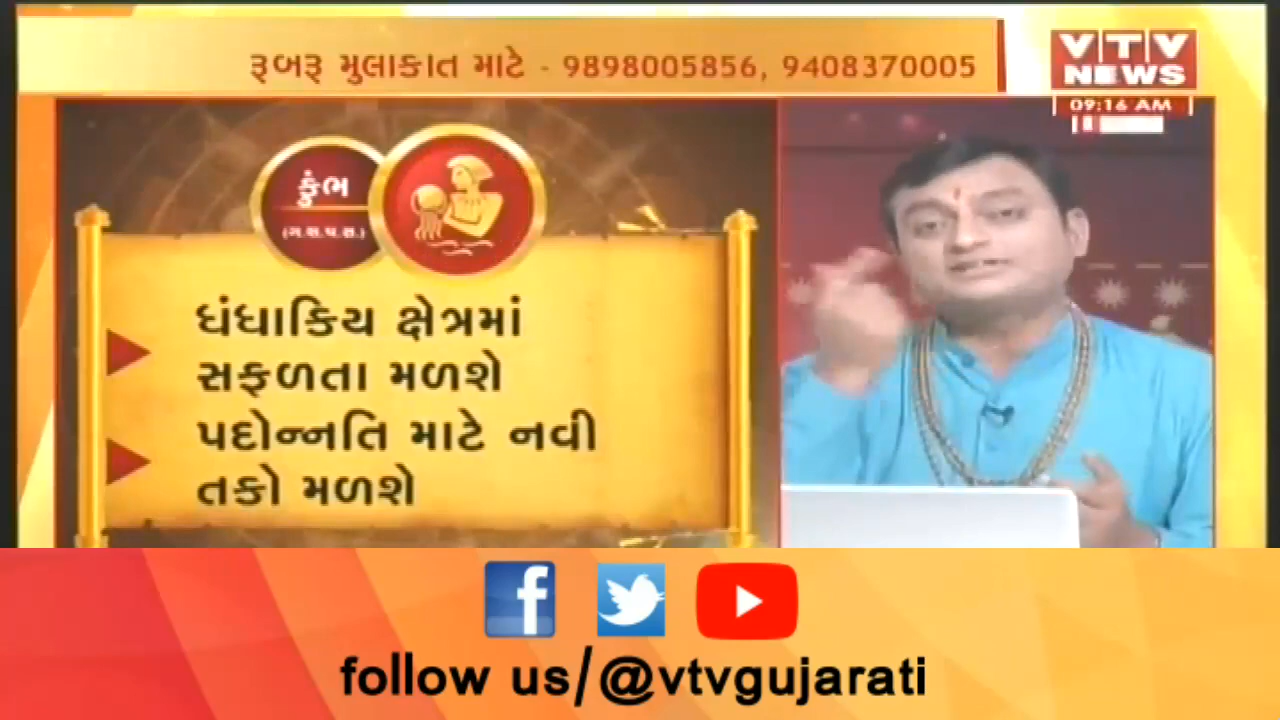 રૂબરૂ મુલાકાત માટે - 9898005856, 9408370005
VTV
NEWS
09:16 AM
કુંભ
(ગ.શ.ષ.સ.)
ધંધાકિય ક્ષેત્રમાં
સફળતા મળશે
પદોન્નતિ માટે નવી
તકો મળશે
follow us/@vtvgujarati